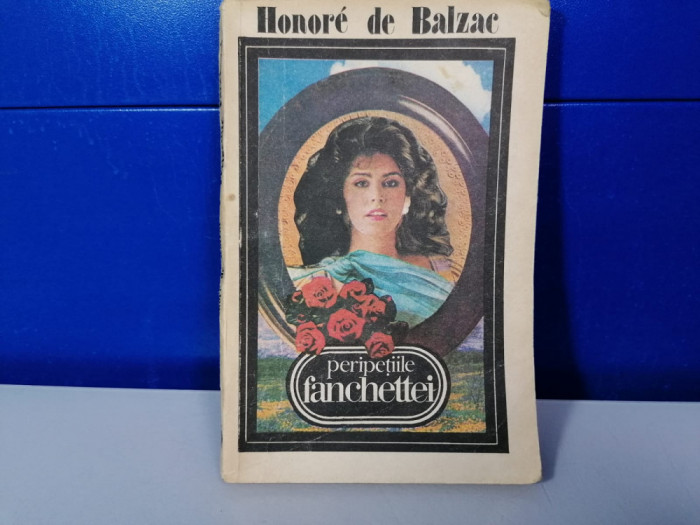 Honoré de Balzac
peripețiile
fanchettei